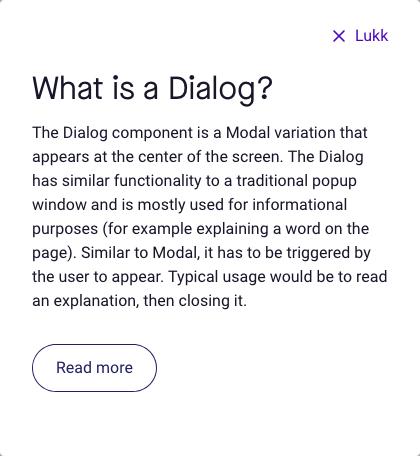 Lukk
What is a Dialog?
The Dialog component is a Modal variation that
appears at the center of the screen. The Dialog
has similar functionality to a traditional popup
window and is mostly used for informational
purposes (for example explaining a word on the
page). Similar to Modal, it has to be triggered by
the user to appear. Typical usage would be to read
an explanation, then closing it.
Read more